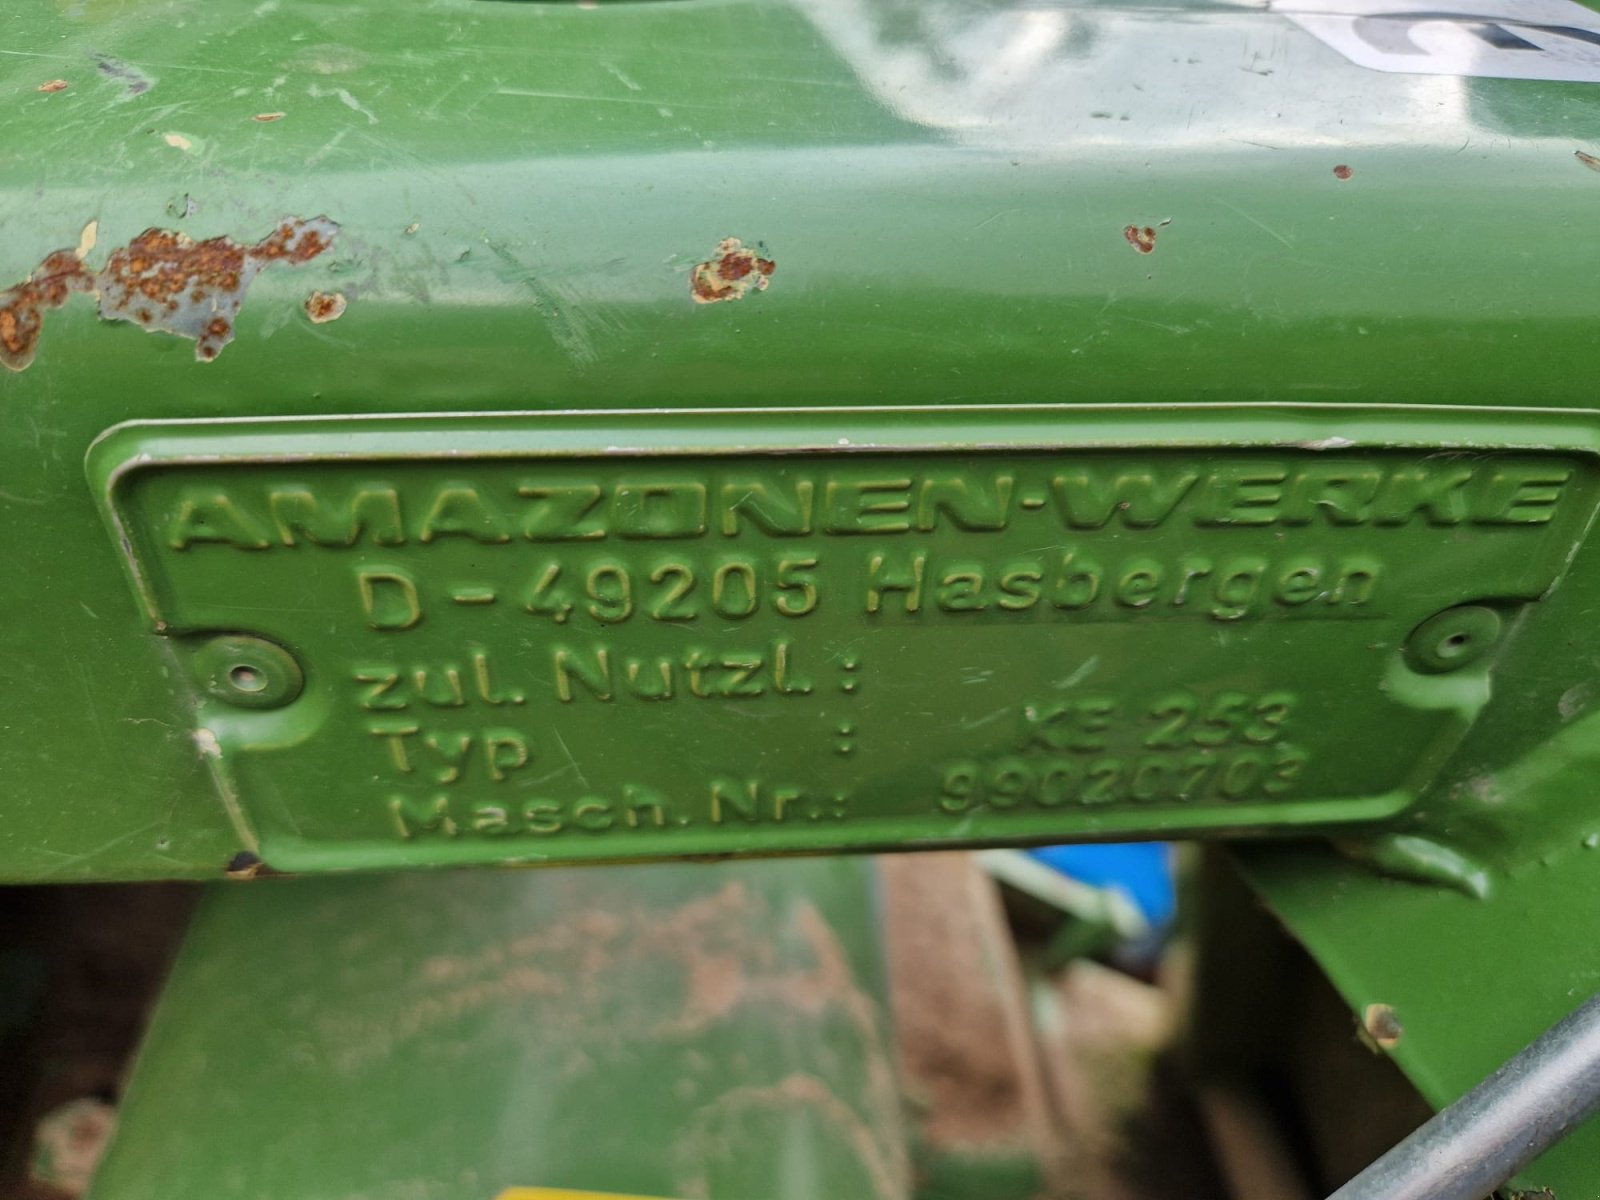 AMAZONEN-WERKE
D-49205 Hasbergen
zul. Nutzl.:
Typ : KE 253
Masch. Nr.: 99020703